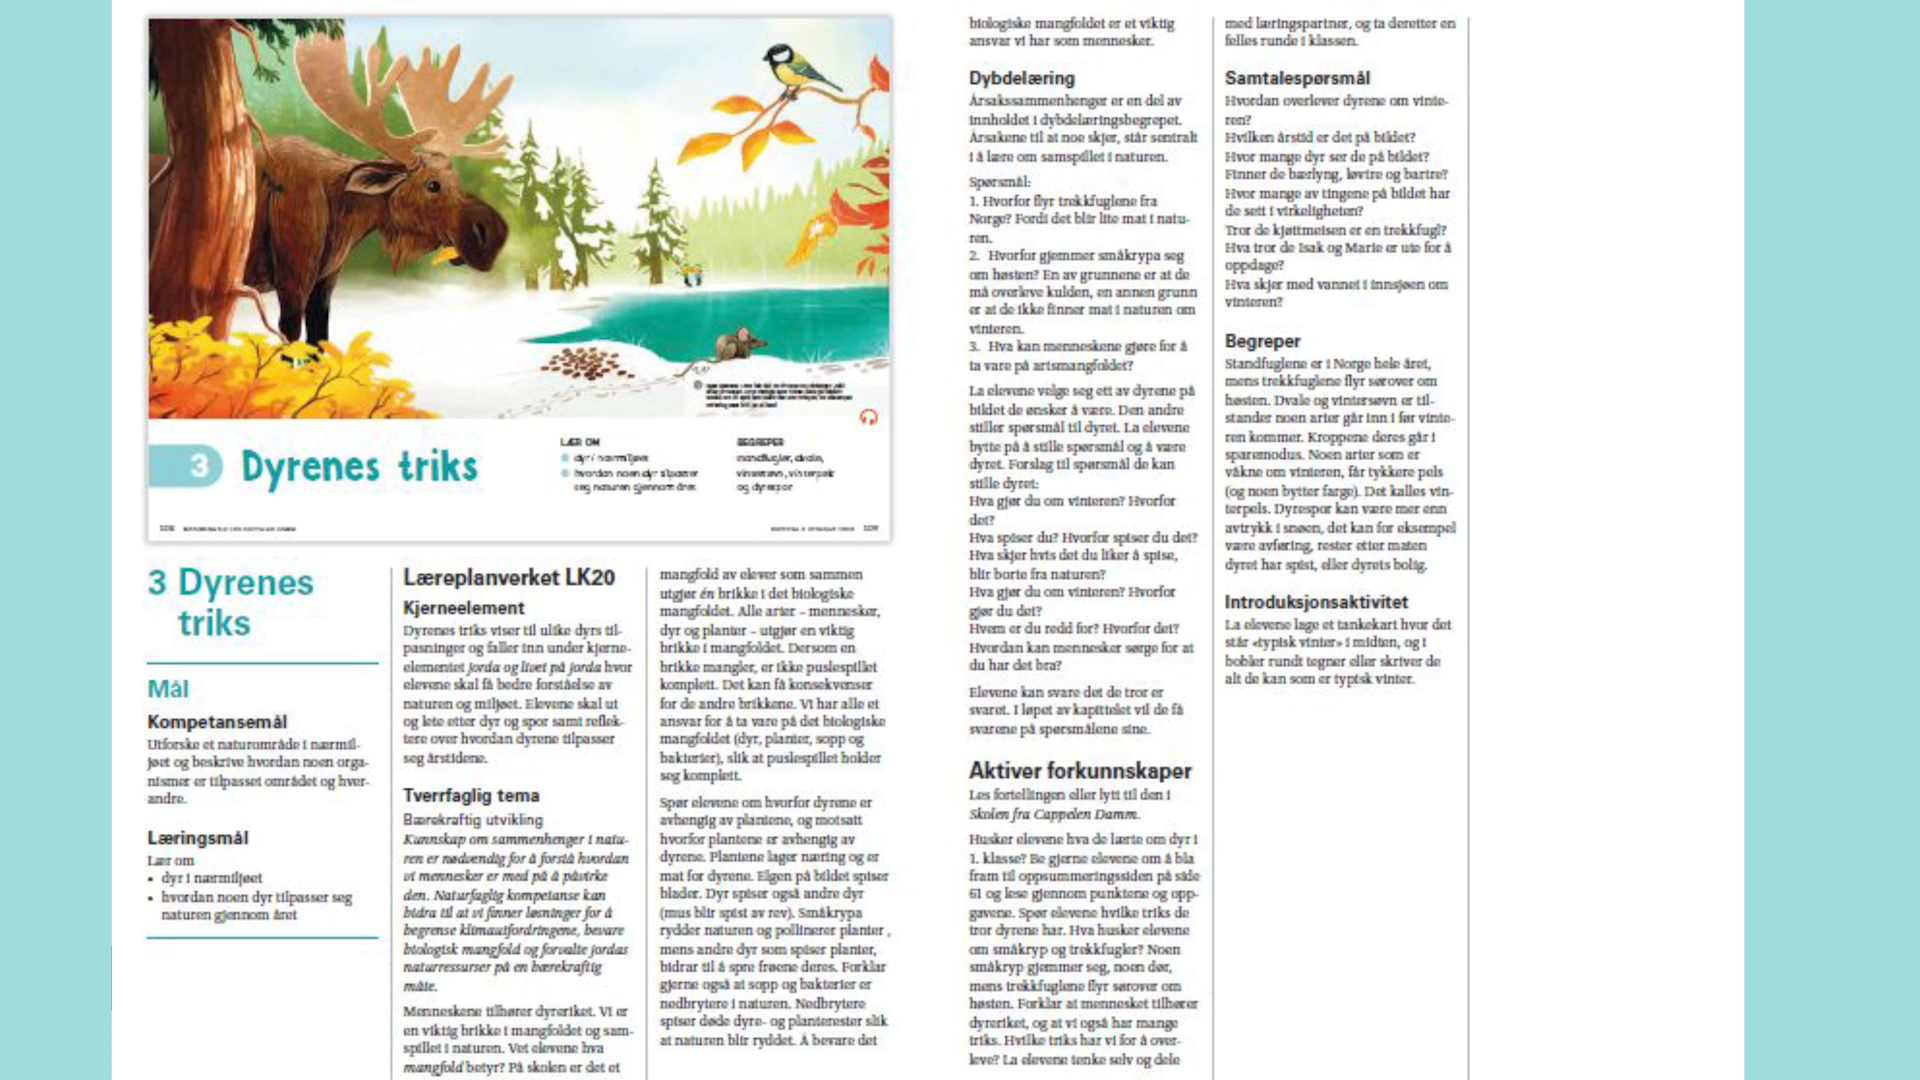 3
Dyrenes triks
LÆR OM
dyr i nærmiljøet
hvordan noen dyr tilpasser
seg naturen gjennom året
BEGREPER
standfugler, dvale,
vintersøvn, vinterpels
og dyrespor
108
109
3 Dyrenes
triks
Mål
Kompetansemål
Utforske et naturområde i nærmil-
jøet og beskrive hvordan noen orga-
nismer er tilpasset området og hver-
andre.
Læringsmål
Lær om
• dyr i nærmiljøet
• hvordan noen dyr tilpasser seg
naturen gjennom året
Læreplanverket LK20
Kjerneelement
Dyrenes triks viser til ulike dyrs til-
pasninger og faller inn under kjerne-
elementet jorda og livet på jorda hvor
elevene skal få bedre forståelse av
naturen og miljøet. Elevene skal ut
og lete etter dyr og spor samt reflek-
tere over hvordan dyrene tilpasser
seg årstidene.
Tverrfaglig tema
Bærekraftig utvikling
Kunnskap om sammenhenger i natu-
ren er nødvendig for å forstå hvordan
vi mennesker er med på å påvirke
den. Naturfaglig kompetanse kan
bidra til at vi finner løsninger for å
begrense klimautfordringene, bevare
biologisk mangfold og forvalte jordas
naturressurser på en bærekraftig
måte.
Menneskene tilhører dyreriket. Vi er
en viktig brikke i mangfoldet og sam-
spillet i naturen. Vet elevene hva
mangfold betyr? På skolen er det et
mangfold av elever som sammen
utgjør én brikke i det biologiske
mangfoldet. Alle arter – mennesker,
dyr og planter – utgjør en viktig
brikke i mangfoldet. Dersom en
brikke mangler, er ikke puslespillet
komplett. Det kan få konsekvenser
for de andre brikkene. Vi har alle et
ansvar for å ta vare på det biologiske
mangfoldet (dyr, planter, sopp og
bakterier), slik at puslespillet holder
seg komplett.
Spør elevene om hvorfor dyrene er
avhengig av plantene, og motsatt
hvorfor plantene er avhengig av
dyrene. Plantene lager næring og er
mat for dyrene. Elgen på bildet spiser
blader. Dyr spiser også andre dyr
(mus blir spist av rev). Småkrypa
rydder naturen og pollinerer planter ,
mens andre dyr som spiser planter,
bidrar til å spre frøene deres. Forklar
gjerne også at sopp og bakterier er
nedbrytere i naturen. Nedbrytere
spiser døde dyre- og planterester slik
at naturen blir ryddet. Å bevare det
biologiske mangfoldet er et viktig
ansvar vi har som mennesker.
Dybdelæring
Årsakssammenhenger er en del av
innholdet i dybdelæringsbegrepet.
Årsakene til at noe skjer, står sentralt
i å lære om samspillet i naturen.
Spørsmål:
1. Hvorfor flyr trekkfuglene fra
Norge? Fordi det blir lite mat i natu-
ren.
2. Hvorfor gjemmer småkrypa seg
om høsten? En av grunnene er at de
må overleve kulden, en annen grunn
er at de ikke finner mat i naturen om
vinteren.
3. Hva kan menneskene gjøre for å
ta vare på artsmangfoldet?
La elevene velge seg ett av dyrene på
bildet de ønsker å være. Den andre
stiller spørsmål til dyret. La elevene
bytte på å stille spørsmål og å være
dyret. Forslag til spørsmål de kan
stille dyret:
Hva gjør du om vinteren? Hvorfor
det?
Hva spiser du? Hvorfor spiser du det?
Hva skjer hvis det du liker å spise,
blir borte fra naturen?
Hva gjør du om vinteren? Hvorfor
gjør du det?
Hvem er du redd for? Hvorfor det?
Hvordan kan mennesker sørge for at
du har det bra?
Elevene kan svare det de tror er
svaret. I løpet av kapittelet vil de få
svarene på spørsmålene sine.
Aktiver forkunnskaper
Les fortellingen eller lytt til den i
Skolen fra Cappelen Damm.
Husker elevene hva de lærte om dyr i
1. klasse? Be gjerne elevene om å bla
fram til oppsummeringssiden på side
61 og lese gjennom punktene og opp-
gavene. Spør elevene hvilke triks de
tror dyrene har. Hva husker elevene
om småkryp og trekkfugler? Noen
småkryp gjemmer seg, noen dør,
mens trekkfuglene flyr sørover om
høsten. Forklar at mennesket tilhører
dyreriket, og at vi også har mange
triks. Hvilke triks har vi for å over-
leve? La elevene tenke selv og dele
med læringspartner, og ta deretter en
felles runde i klassen.
Samtalespørsmål
Hvordan overlever dyrene om vinte-
ren?
Hvilken årstid er det på bildet?
Hvor mange dyr ser de på bildet?
Finner de bærlyng, løvtre og bartre?
Hvor mange av tingene på bildet har
de sett i virkeligheten?
Tror de kjøttmeisen er en trekkfugl?
Hva tror de Isak og Marie er ute for å
oppdage?
Hva skjer med vannet i innsjøen om
vinteren?
Begreper
Standfuglene er i Norge hele året,
mens trekkfuglene flyr sørover om
høsten. Dvale og vintersøvn er til-
stander noen arter går inn i før vinte-
ren kommer. Kroppene deres går i
sparemodus. Noen arter som er
våkne om vinteren, får tykkere pels
(og noen bytter farge). Det kalles vin-
terpels. Dyrespor kan være mer enn
avtrykk i snøen, det kan for eksempel
være avføring, rester etter maten
dyret har spist, eller dyrets bolig.
Introduksjonsaktivitet
La elevene lage et tankekart hvor det
står «typisk vinter» i midten, og i
bobler rundt tegner eller skriver de
alt de kan som er typisk vinter.